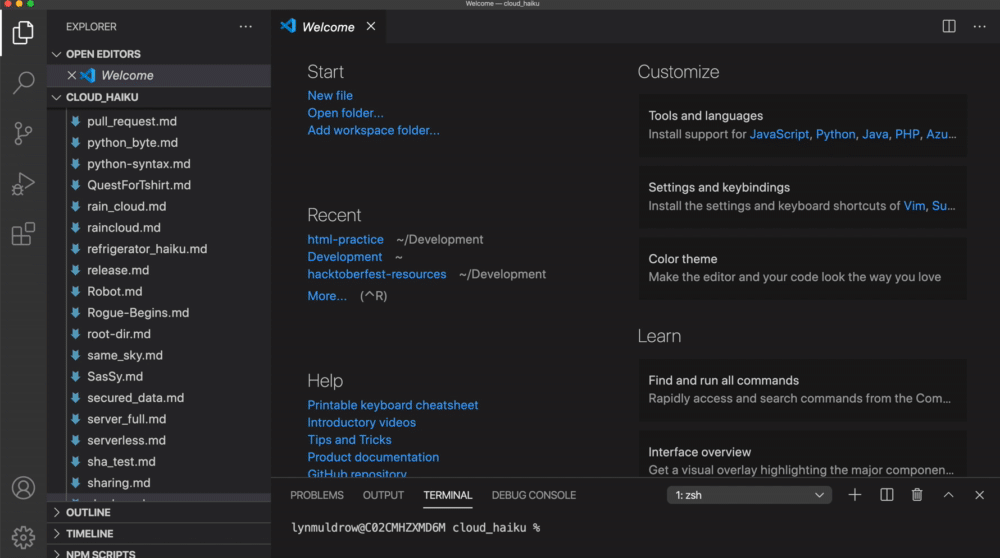 Welcome — cloud_haiku
EXPLORER
OPEN EDITORS
Welcome
CLOUD_HAIKU
pull_request.md
python_byte.md
python-syntax.md
QuestForTshirt.md
rain_cloud.md
raincloud.md
refrigerator_haiku.md
release.md
Robot.md
Rogue-Begins.md
root-dir.md
same_sky.md
SasSy.md
secured_data.md
server_full.md
serverless.md
sha_test.md
sharing.md
OUTLINE
TIMELINE
NPM SCRIPTS
Welcome
Start
New file
Open folder...
Add workspace folder...
Recent
html-practice ~/Development
Development ~
hacktoberfest-resources ~/Development
More... (^R)
Help
Printable keyboard cheatsheet
Introductory videos
Tips and Tricks
Product documentation
GitHub repository
Customize
Tools and languages
Install support for JavaScript, Python, Java, PHP, Azu...
Settings and keybindings
Install the settings and keyboard shortcuts of Vim, Su...
Color theme
Make the editor and your code look the way you love
Learn
Find and run all commands
Rapidly access and search commands from the Com...
Interface overview
Get a visual overlay highlighting the major componen...
PROBLEMS OUTPUT TERMINAL DEBUG CONSOLE 1: zsh
lynmuldrow@C02CMHZXMD6M cloud_haiku %